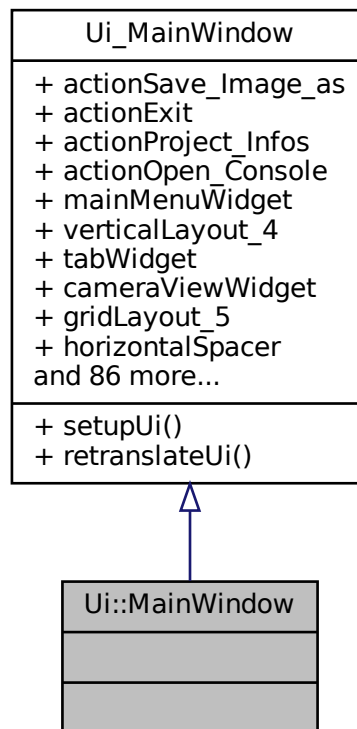 Ui_MainWindow
+ actionSave_Image_as
+ actionExit
+ actionProject_Infos
+ actionOpen_Console
+ mainMenuWidget
+ verticalLayout_4
+ tabWidget
+ cameraViewWidget
+ gridLayout_5
+ horizontalSpacer
and 86 more...
+ setupUi()
+ retranslateUi()
Ui::MainWindow